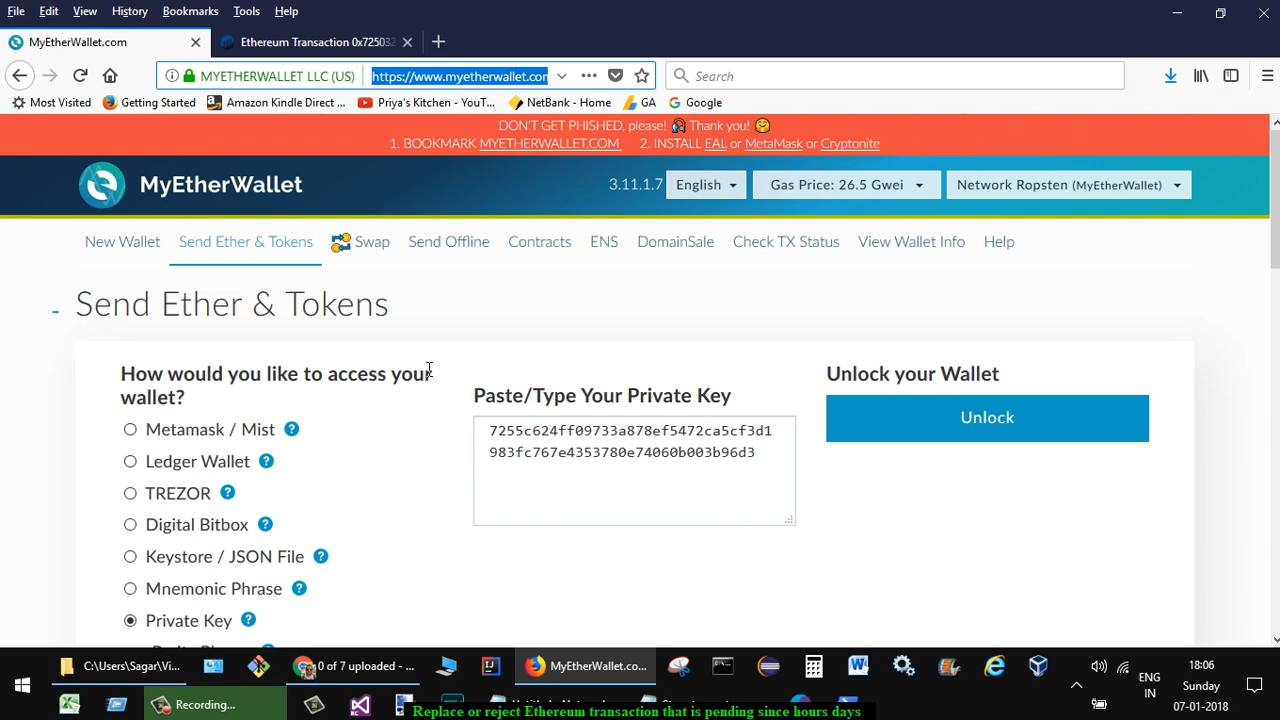 File Edit View History Bookmarks Tools Help
MyEtherWallet.com Ethereum Transaction 0x72503
MYETHERWALLET LLC (US) https://www.myetherwallet.com Search
Most Visited Getting Started Amazon Kindle Direct ... Priya's Kitchen - YouT... NetBank - Home GA Google
DON'T GET PHISHED, please! Thank you!
1. BOOKMARK MYETHERWALLET.COM 2. INSTALL EAL or MetaMask or Cryptonite
MyEtherWallet 3.11.1.7 English Gas Price: 26.5 Gwei Network Ropsten (MyEtherWallet)
New Wallet Send Ether & Tokens Swap Send Offline Contracts ENS DomainSale Check TX Status View Wallet Info Help
Send Ether & Tokens
How would you like to access your
wallet?
Metamask / Mist
Ledger Wallet
TREZOR
Digital Bitbox
Keystore / JSON File
Mnemonic Phrase
Private Key
Paste/Type Your Private Key
7255c624ff09733a878ef5472ca5cf3d1
983fc767e4353780e74060b003b96d3
Unlock your Wallet
Unlock
C:\Users\Sagar\Vi... 0 of 7 uploaded - ... MyEtherWallet.co... 18:06
ENG Sunday
IN 07-01-2018
Recording...
Replace or reject Ethereum transaction that is pending since hours days